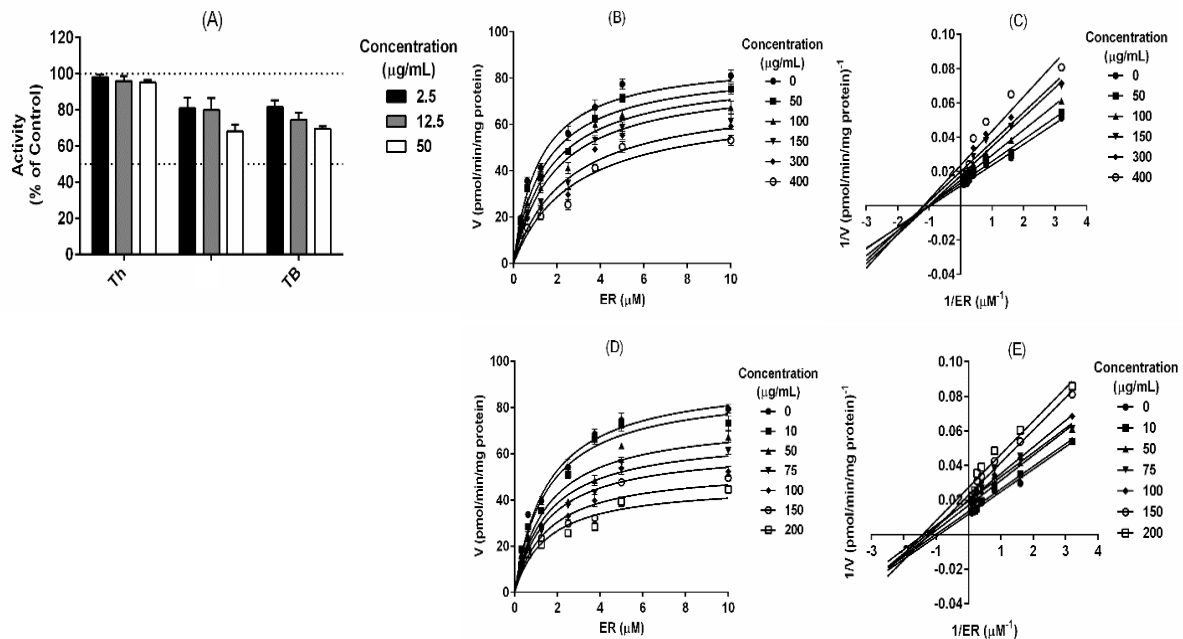 (A)
Activity
(% of Control)
120
100
80
60
40
20
0
Th
TB
Concentration
(µg/mL)
2.5
12.5
50
(B)
V (pmol/min/mg protein)
100
80
60
40
20
0
0 2 4 6 8 10
ER (µM)
Concentration
(µg/mL)
0
50
100
150
300
400
(C)
1/V (pmol/min/mg protein)⁻¹
0.10
0.08
0.06
0.04
0.02
0.00
-0.02
-0.04
-3 -2 -1 0 1 2 3 4
1/ER (µM⁻¹)
Concentration
(µg/mL)
0
50
100
150
300
400
(D)
V (pmol/min/mg protein)
100
80
60
40
20
0
0 2 4 6 8 10
ER (µM)
Concentration
(µg/mL)
0
10
50
75
100
150
200
(E)
1/V (pmol/min/mg protein)⁻¹
0.10
0.08
0.06
0.04
0.02
0.00
-0.02
-0.04
-3 -2 -1 0 1 2 3 4
1/ER (µM⁻¹)
Concentration
(µg/mL)
0
10
50
75
100
150
200